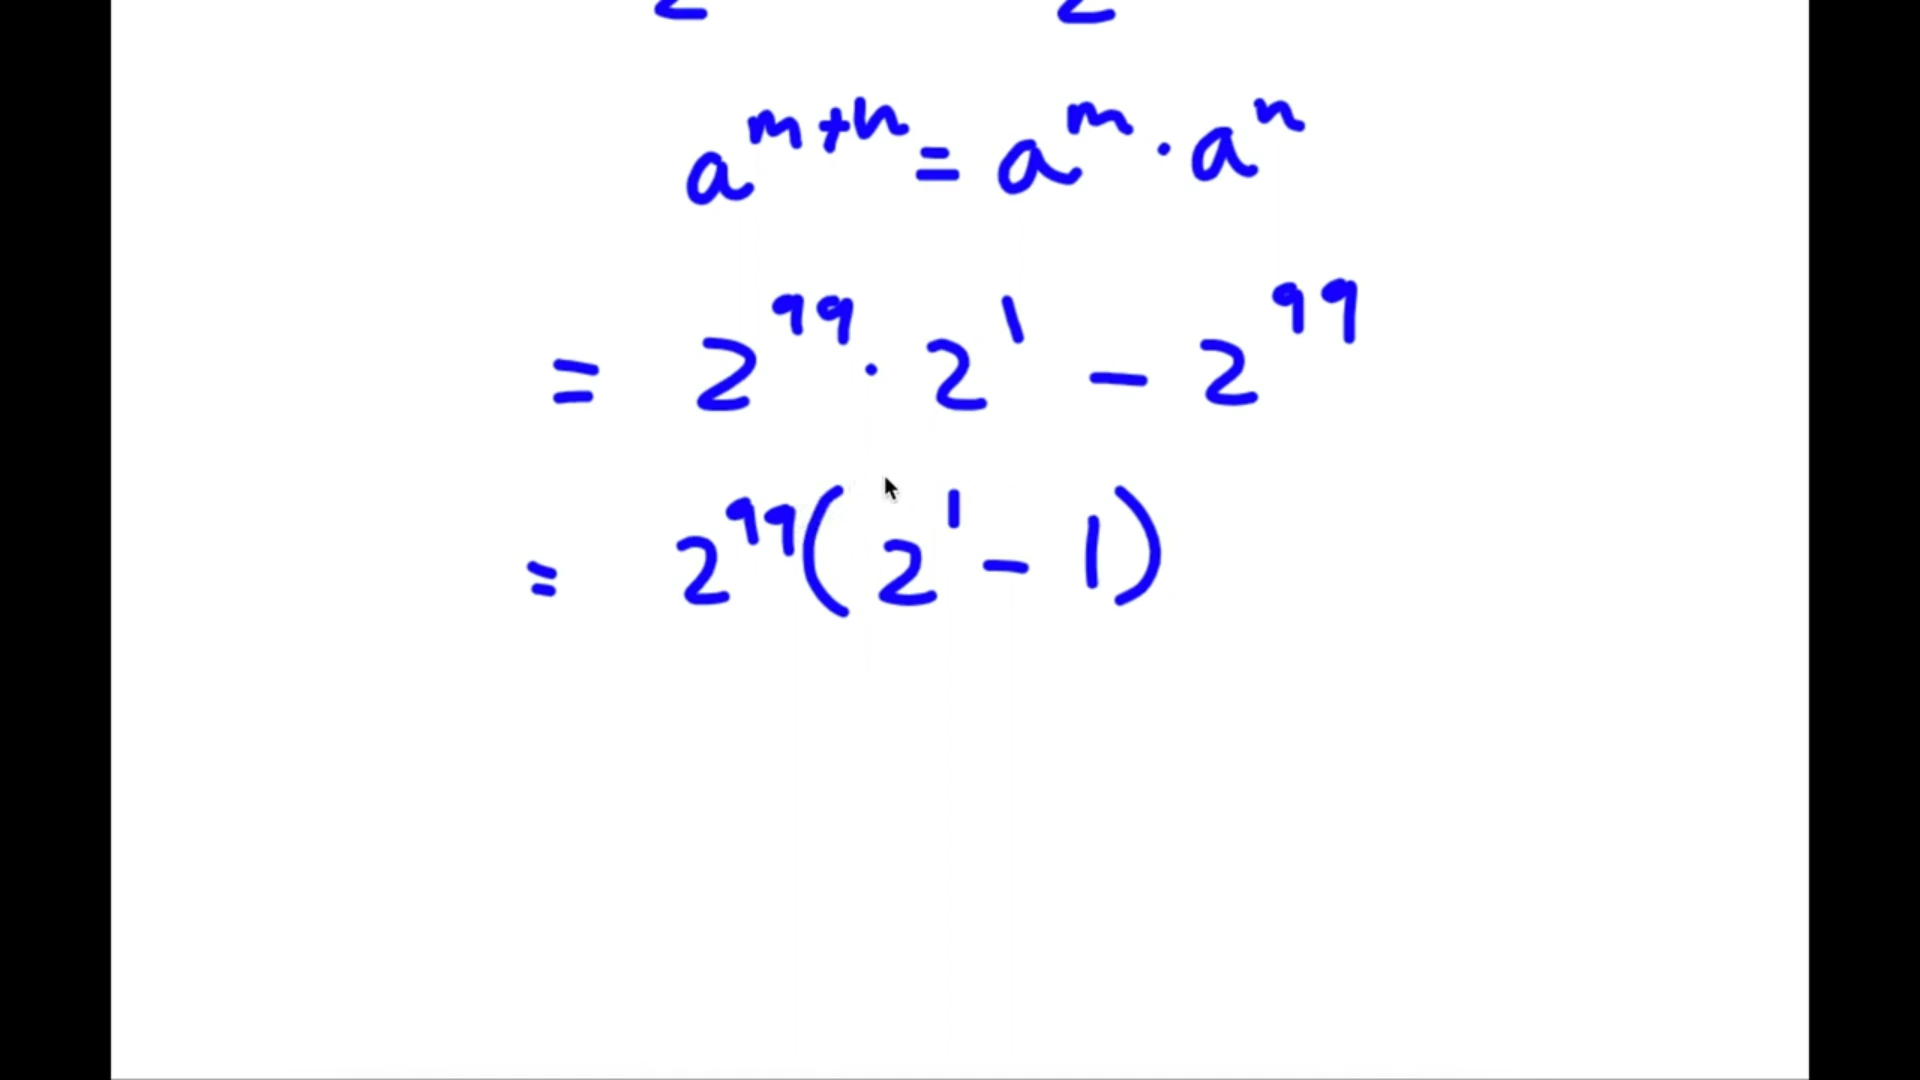 a^{m+n} = a^m · a^n
= 2^{99} · 2^1 - 2^{99}
= 2^{99}(2^1 - 1)